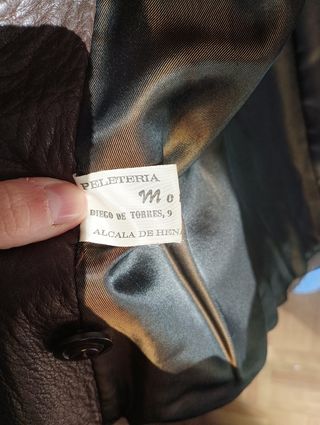 PELETERIA
Mo
DIEGO DE TORRES, 9
ALCALA DE HENA